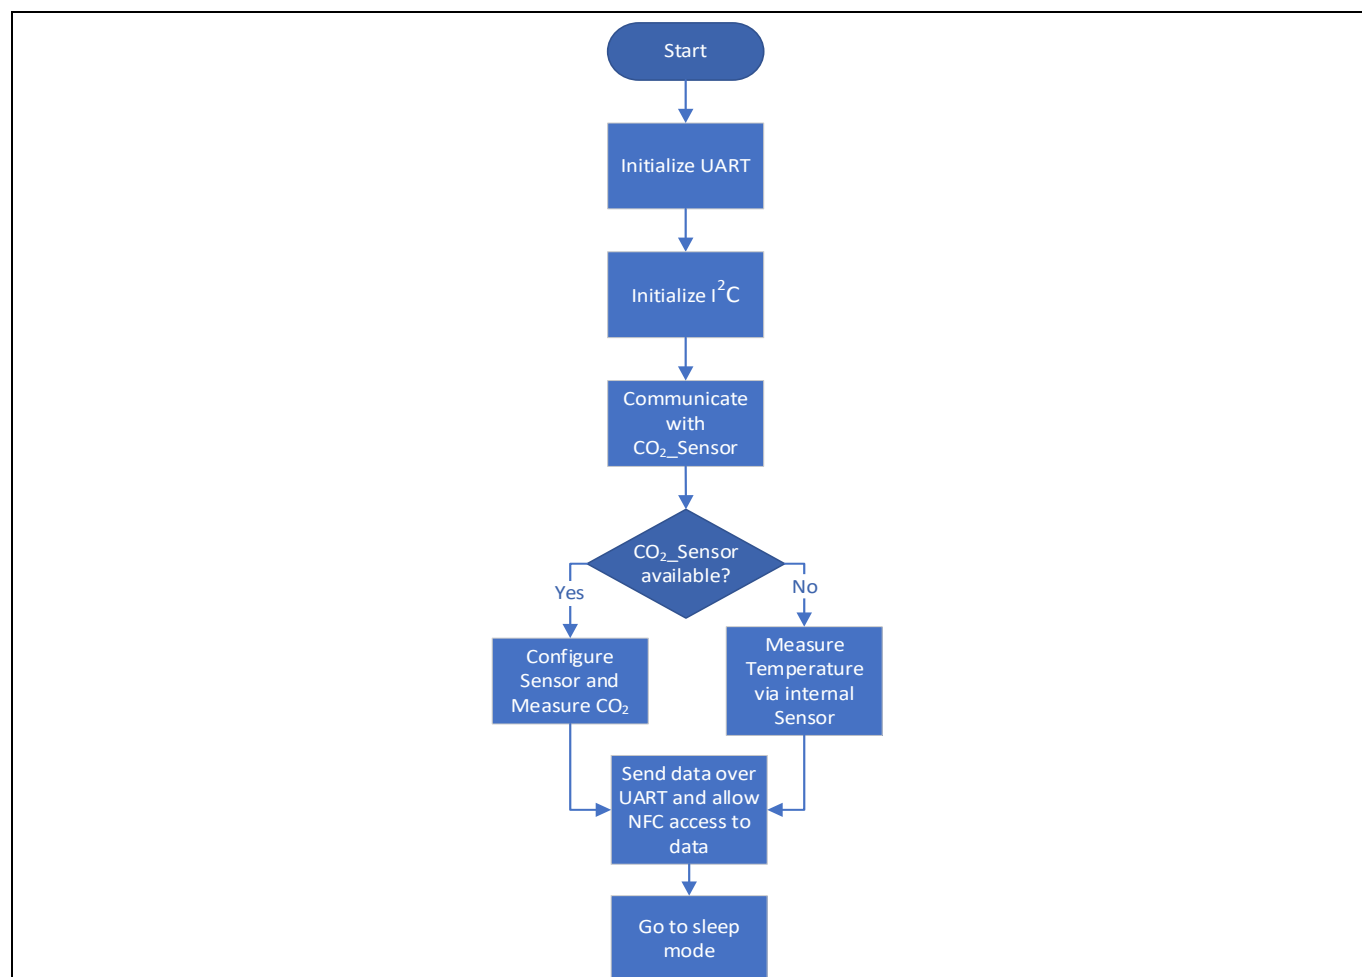 Start
Initialize UART
Initialize I²C
Communicate
with
CO₂_Sensor
CO₂_Sensor
available?
Yes
No
Configure
Sensor and
Measure CO₂
Measure
Temperature
via internal
Sensor
Send data over
UART and allow
NFC access to
data
Go to sleep
mode